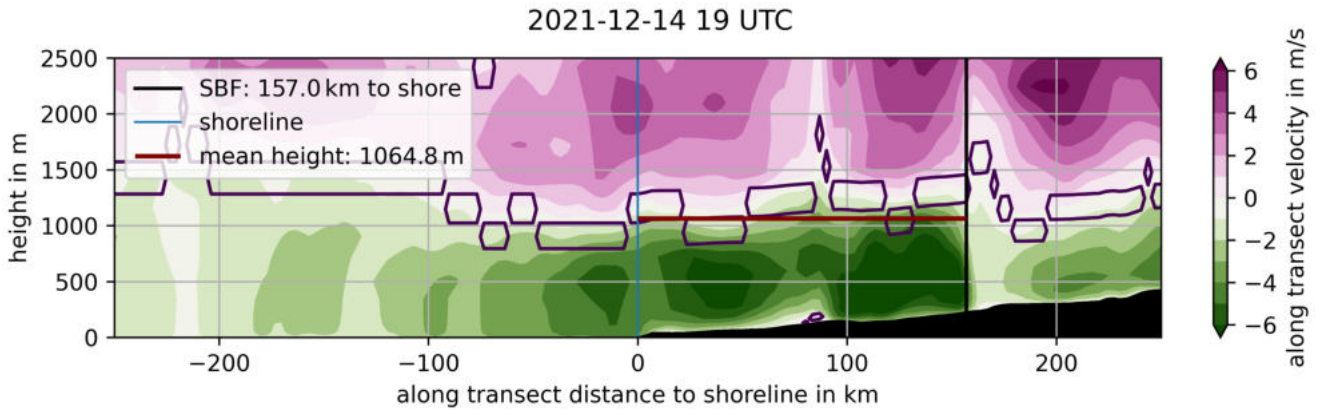 2021-12-14 19 UTC
SBF: 157.0 km to shore
shoreline
mean height: 1064.8 m
height in m
2500
2000
1500
1000
500
0
−200
−100
0
100
200
along transect distance to shoreline in km
6
4
2
0
−2
−4
−6
along transect velocity in m/s